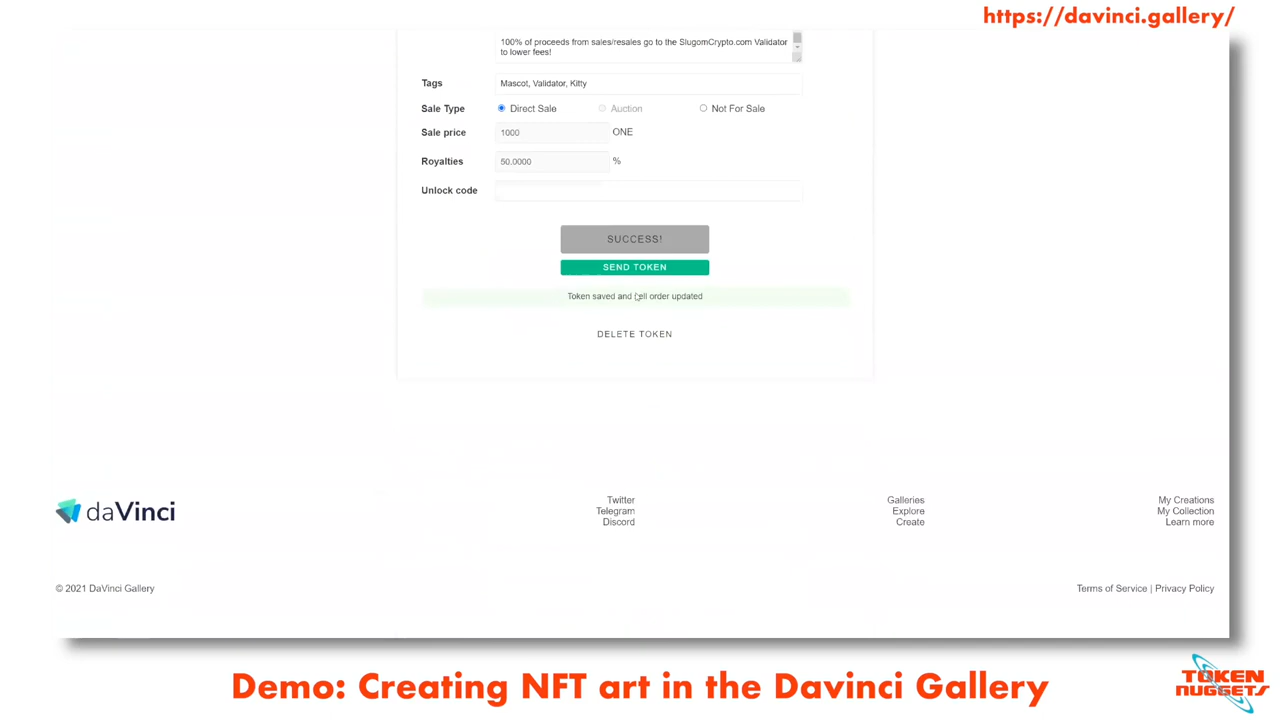 https://davinci.gallery/
100% of proceeds from sales/resales go to the SlugomCrypto.com Validator
to lower fees!
Tags Mascot, Validator, Kitty
Sale Type Direct Sale Auction Not For Sale
Sale price 1000 ONE
Royalties 50.0000 %
Unlock code
SUCCESS!
SEND TOKEN
Token saved and sell order updated
DELETE TOKEN
daVinci
Twitter
Telegram
Discord
Galleries
Explore
Create
My Creations
My Collection
Learn more
© 2021 DaVinci Gallery
Terms of Service | Privacy Policy
Demo: Creating NFT art in the Davinci Gallery
TOKEN
NUGGETS